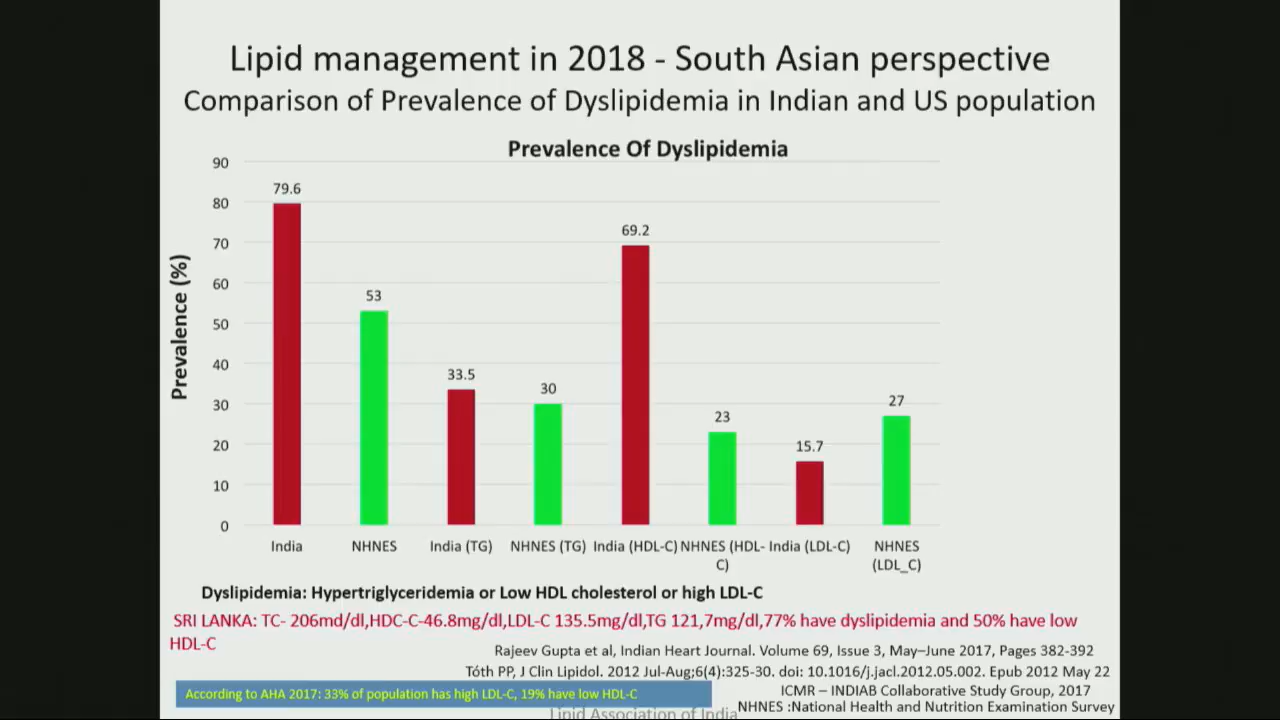 Lipid management in 2018 - South Asian perspective
Comparison of Prevalence of Dyslipidemia in Indian and US population
Prevalence Of Dyslipidemia
Prevalence (%)
90
80
70
60
50
40
30
20
10
0
79.6
53
33.5
30
69.2
23
15.7
27
India
NHNES
India (TG)
NHNES (TG)
India (HDL-C)
NHNES (HDL-
C)
India (LDL-C)
NHNES
(LDL_C)
Dyslipidemia: Hypertriglyceridemia or Low HDL cholesterol or high LDL-C
SRI LANKA: TC- 206md/dl,HDC-C-46.8mg/dl,LDL-C 135.5mg/dl,TG 121,7mg/dl,77% have dyslipidemia and 50% have low
HDL-C
Rajeev Gupta et al, Indian Heart Journal. Volume 69, Issue 3, May–June 2017, Pages 382-392
Tóth PP, J Clin Lipidol. 2012 Jul-Aug;6(4):325-30. doi: 10.1016/j.jacl.2012.05.002. Epub 2012 May 22
ICMR – INDIAB Collaborative Study Group, 2017
According to AHA 2017: 33% of population has high LDL-C, 19% have low HDL-C
NHNES :National Health and Nutrition Examination Survey
Lipid Association of India